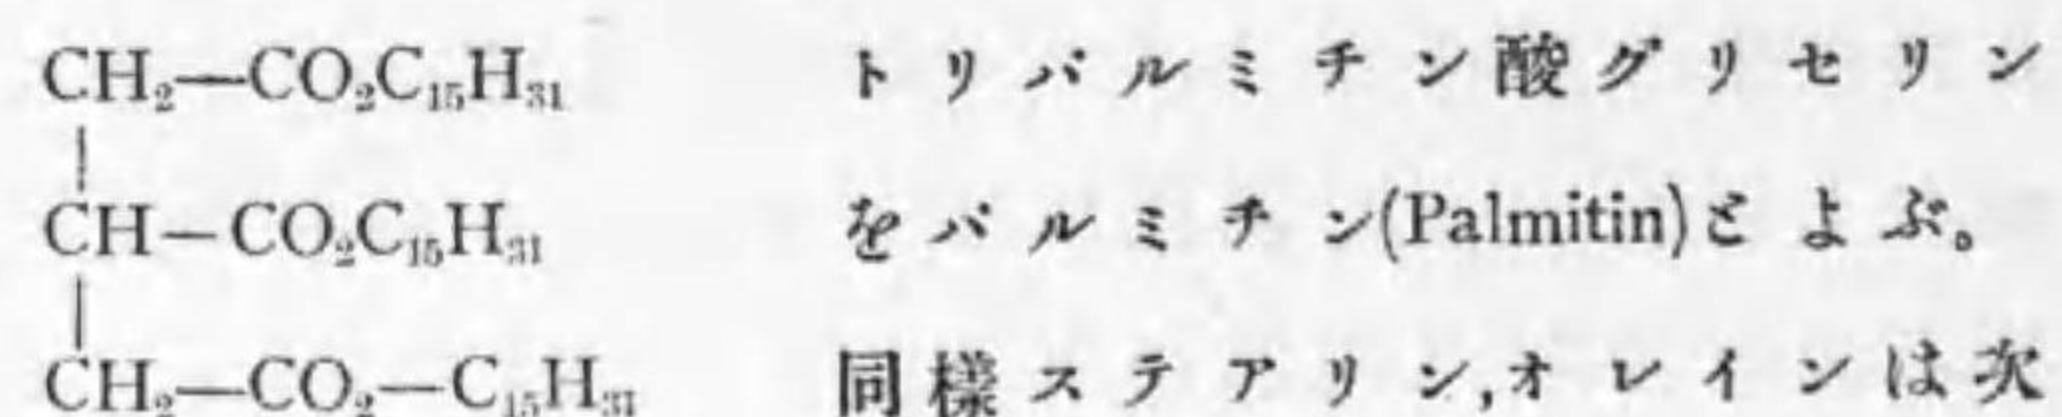 CH₂—CO₂C₁₅H₃₁ トリパルミチン酸グリセリン
CH—CO₂C₁₅H₃₁ をパルミチン(Palmitin)とよぶ。
CH₂—CO₂—C₁₅H₃₁ 同様ステアリン,オレインは次